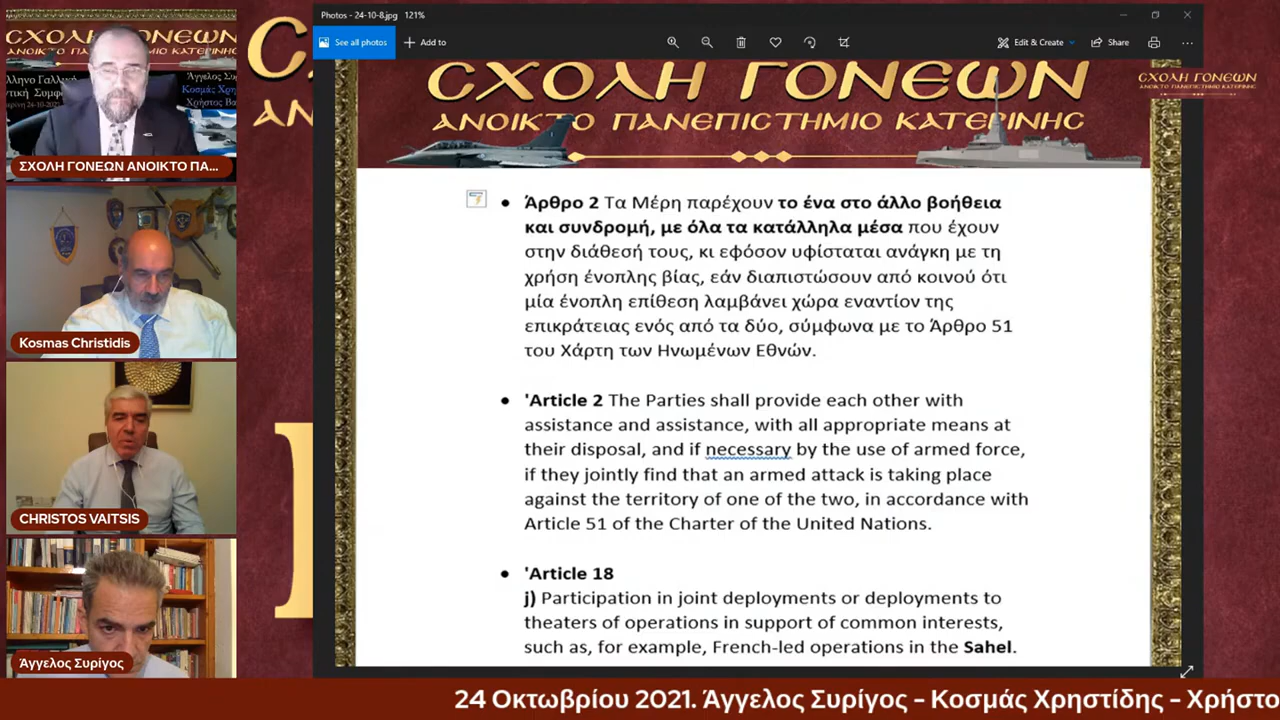 Photos - 24-10-8.jpg 121%
See all photos
Add to
Edit & Create
Share
ΣΧΟΛΗ ΓΟΝΕΩΝ
ΑΝΟΙΚΤΟ ΠΑΝΕΠΙΣΤΗΜΙΟ ΚΑΤΕΡΙΝΗΣ
ΣΧΟΛΗ ΓΟΝΕΩΝ
• Άρθρο 2 Τα Μέρη παρέχουν το ένα στο άλλο βοήθεια
και συνδρομή, με όλα τα κατάλληλα μέσα που έχουν
στην διάθεσή τους, κι εφόσον υφίσταται ανάγκη με τη
χρήση ένοπλης βίας, εάν διαπιστώσουν από κοινού ότι
μία ένοπλη επίθεση λαμβάνει χώρα εναντίον της
επικράτειας ενός από τα δύο, σύμφωνα με το Άρθρο 51
του Χάρτη των Ηνωμένων Εθνών.
• 'Article 2 The Parties shall provide each other with
assistance and assistance, with all appropriate means at
their disposal, and if necessary by the use of armed force,
if they jointly find that an armed attack is taking place
against the territory of one of the two, in accordance with
Article 51 of the Charter of the United Nations.
• 'Article 18
j) Participation in joint deployments or deployments to
theaters of operations in support of common interests,
such as, for example, French-led operations in the Sahel.
ΣΧΟΛΗ ΓΟΝΕΩΝ ΑΝΟΙΚΤΟ ΠΑ...
Kosmas Christidis
CHRISTOS VAITSIS
Άγγελος Συρίγος
24 Οκτωβρίου 2021. Άγγελος Συρίγος – Κοσμάς Χρηστίδης – Χρήστο